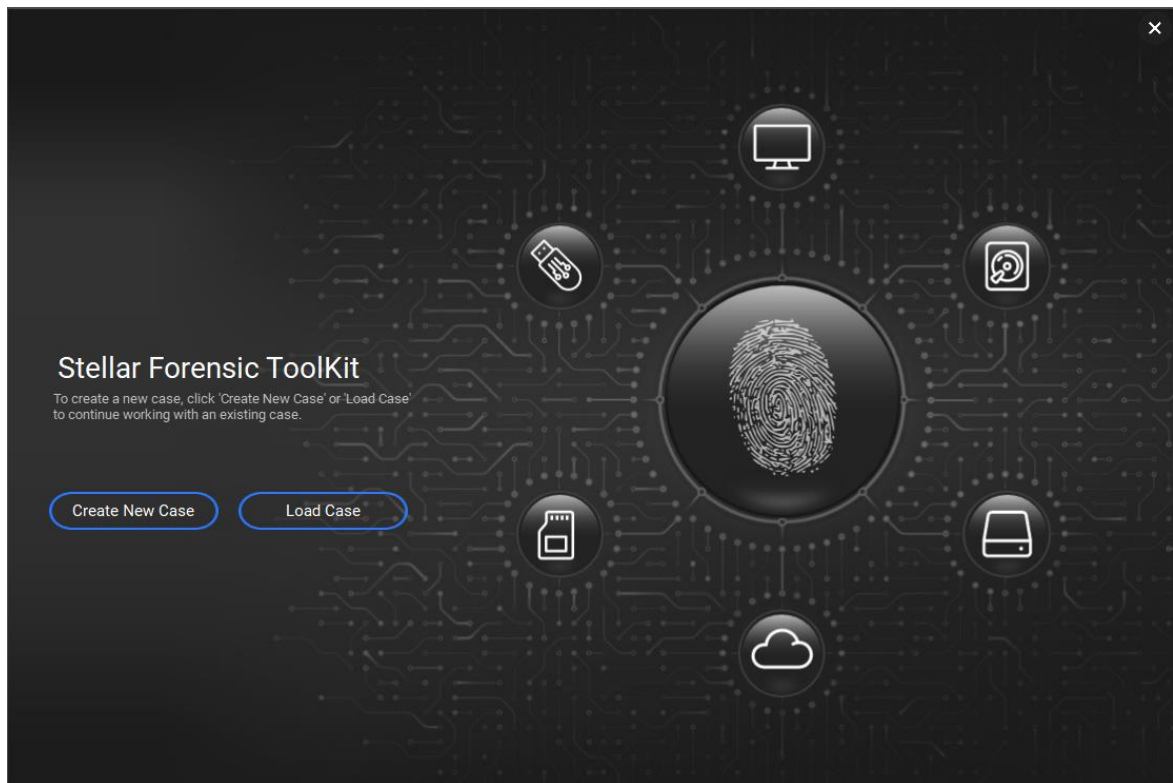 Stellar Forensic ToolKit
To create a new case, click 'Create New Case' or 'Load Case'
to continue working with an existing case.
Create New Case
Load Case